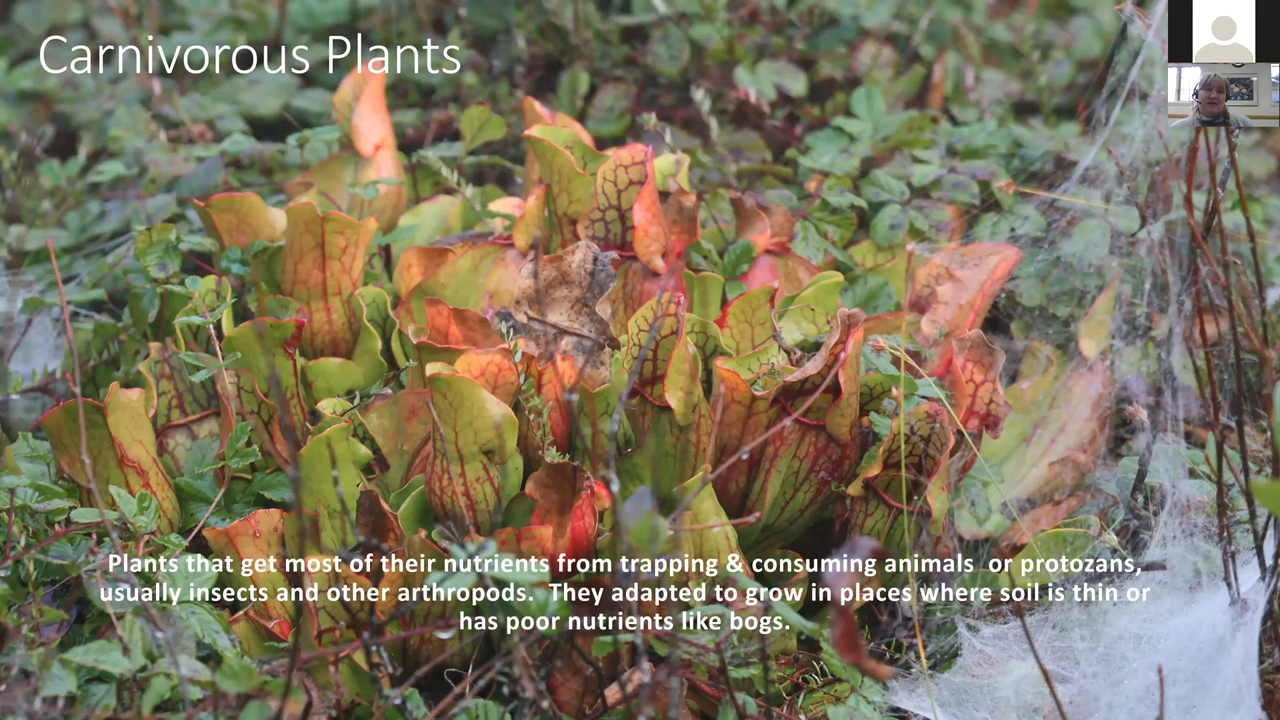 Carnivorous Plants
Plants that get most of their nutrients from trapping & consuming animals  or protozans,
usually insects and other arthropods.  They adapted to grow in places where soil is thin or
has poor nutrients like bogs.